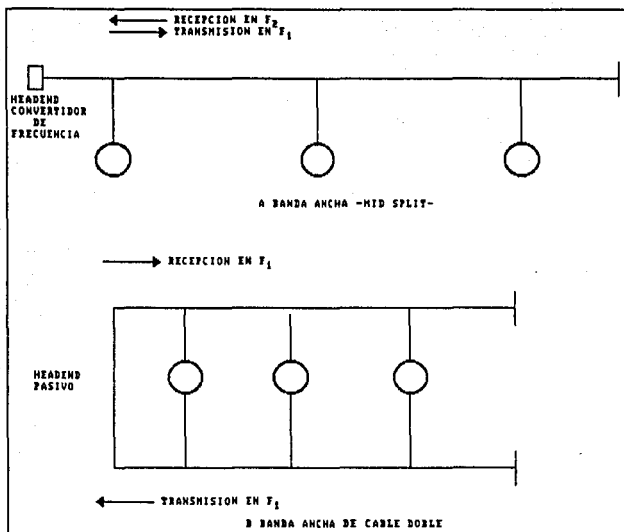 RECEPCION EN F₂
TRANSMISION EN F₁
HEADEND
CONVERTIDOR
DE
FRECUENCIA
A BANDA ANCHA -MID SPLIT-
RECEPCION EN F₁
HEADEND
PASIVO
TRANSMISION EN F₁
B BANDA ANCHA DE CABLE DOBLE